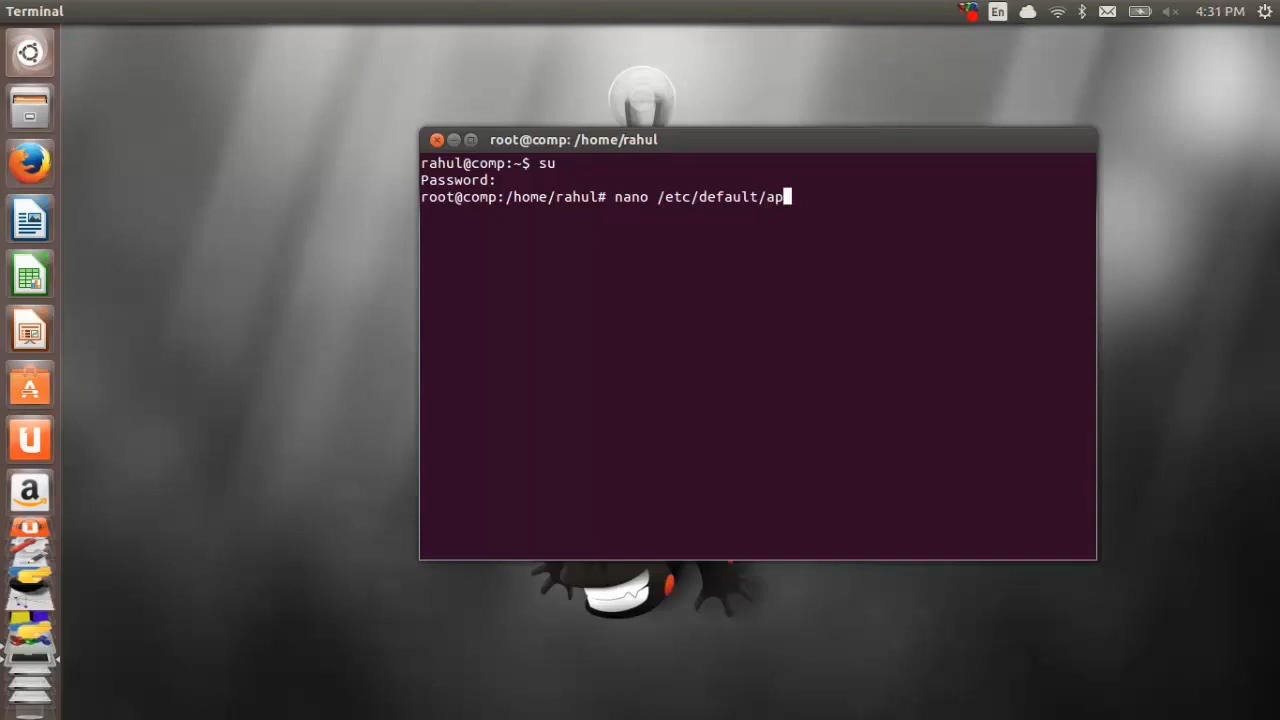 Terminal
En
4:31 PM
root@comp: /home/rahul
rahul@comp:~$ su
Password:
root@comp:/home/rahul# nano /etc/default/ap